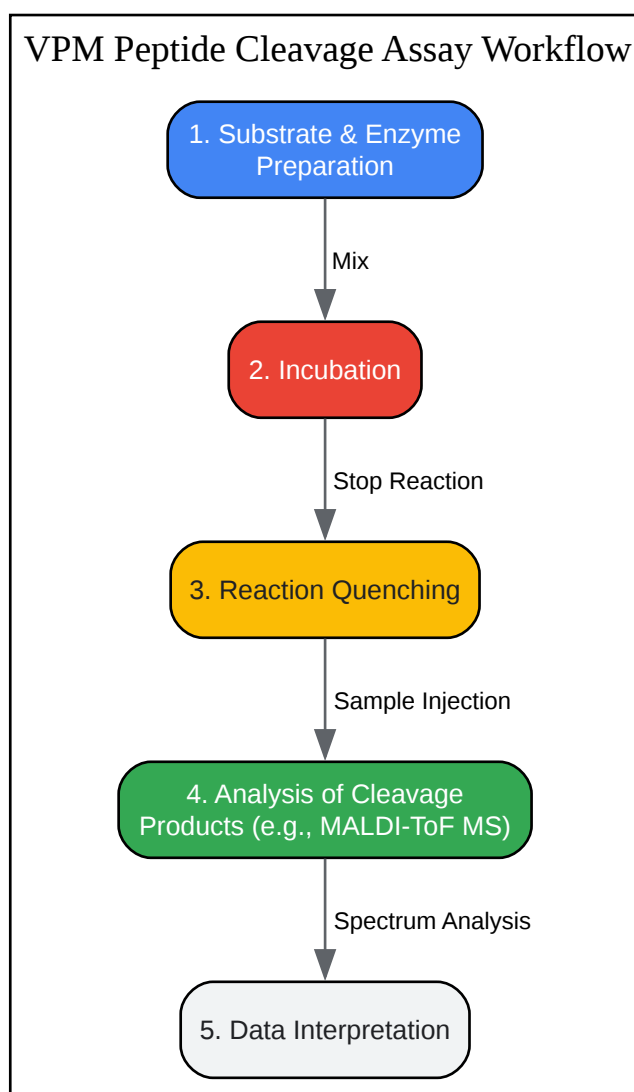 VPM Peptide Cleavage Assay Workflow
1. Substrate & Enzyme
Preparation
Mix
2. Incubation
Stop Reaction
3. Reaction Quenching
Sample Injection
4. Analysis of Cleavage
Products (e.g., MALDI-ToF MS)
Spectrum Analysis
5. Data Interpretation